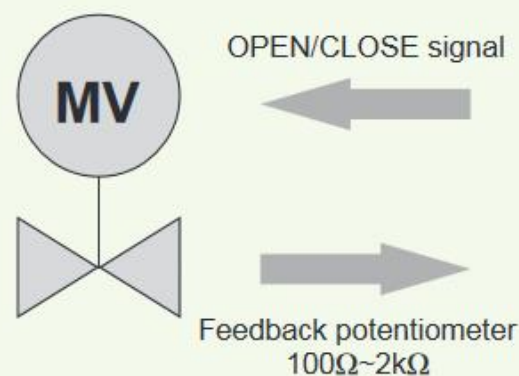 OPEN/CLOSE signal
MV
Feedback potentiometer
100Ω~2kΩ